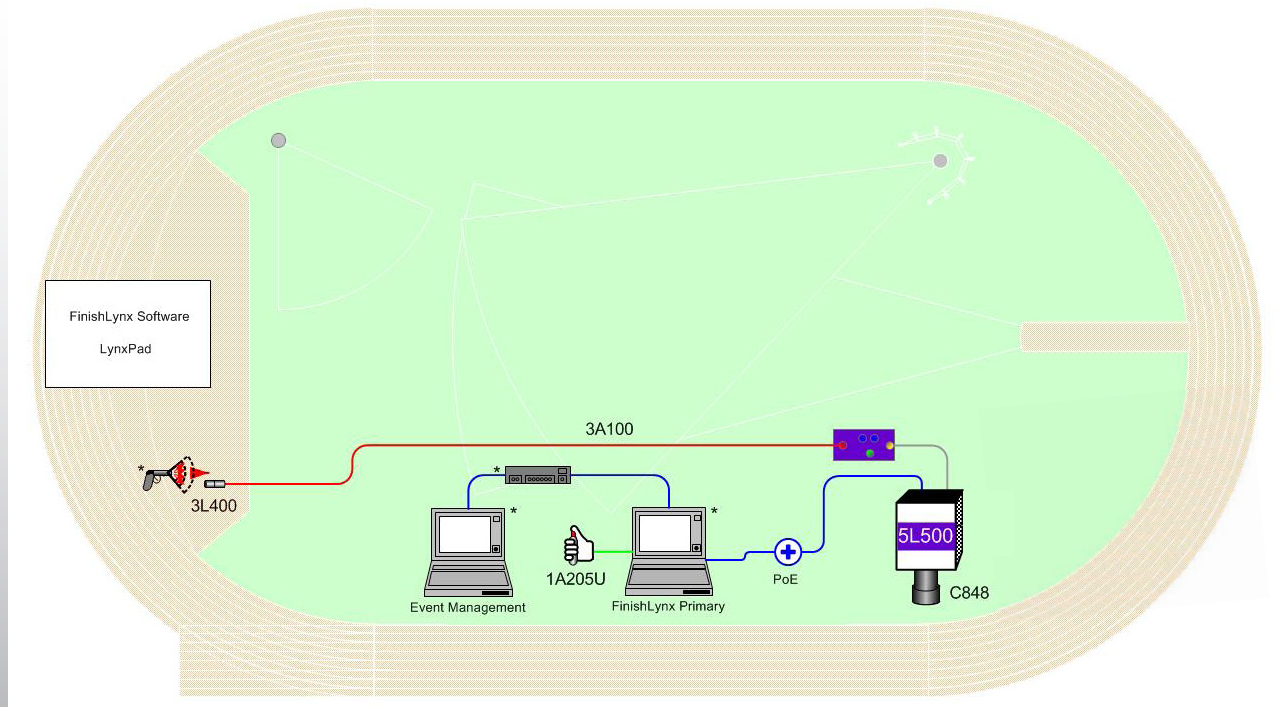 FinishLynx Software
LynxPad
3A100
*
3L400
*
*
*
5L500
1A205U
PoE
C848
Event Management
FinishLynx Primary